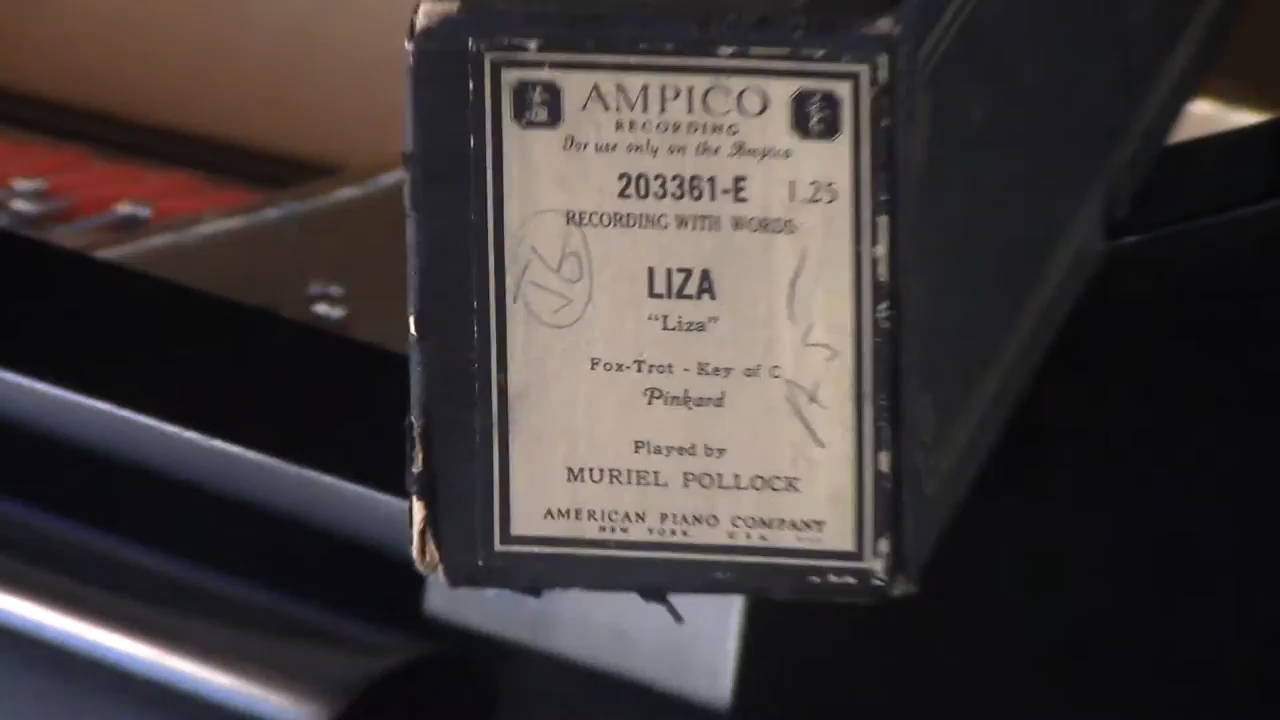 AMPICO
RECORDING
For use only on the Ampico
203361-E 1.25
RECORDING WITH WORDS
LIZA
"Liza"
Fox-Trot - Key of C
Pinkard
Played by
MURIEL POLLOCK
AMERICAN PIANO COMPANY
NEW YORK U.S.A.